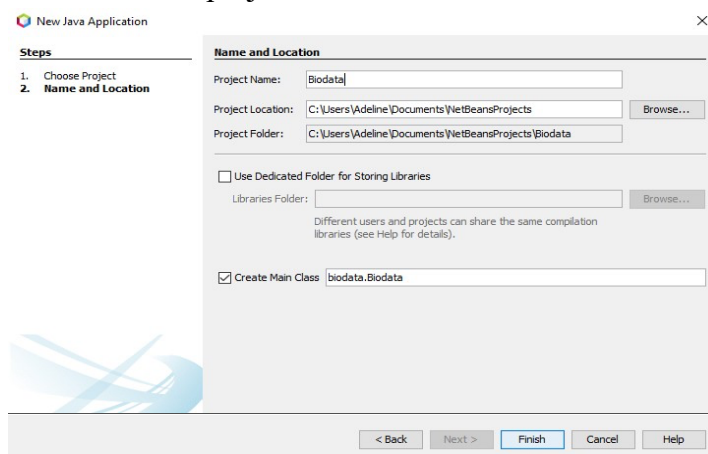 New Java Application
Steps
1. Choose Project
2. Name and Location
Name and Location
Project Name: Biodata
Project Location: C:\Users\Adeline\Documents\NetBeansProjects Browse...
Project Folder: C:\Users\Adeline\Documents\NetBeansProjects\Biodata
Use Dedicated Folder for Storing Libraries
Libraries Folder: Browse...
Different users and projects can share the same compilation
libraries (see Help for details).
Create Main Class biodata.Biodata
< Back Next > Finish Cancel Help